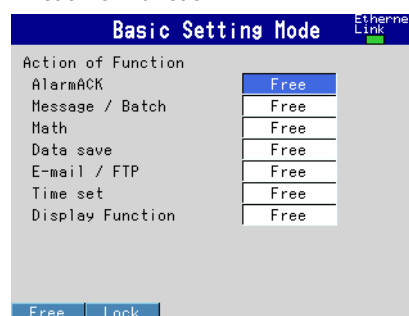 Basic Setting Mode
Etherne
Link
Action of Function
AlarmACK Free
Message / Batch Free
Math Free
Data save Free
E-mail / FTP Free
Time set Free
Display Function Free
Free Lock